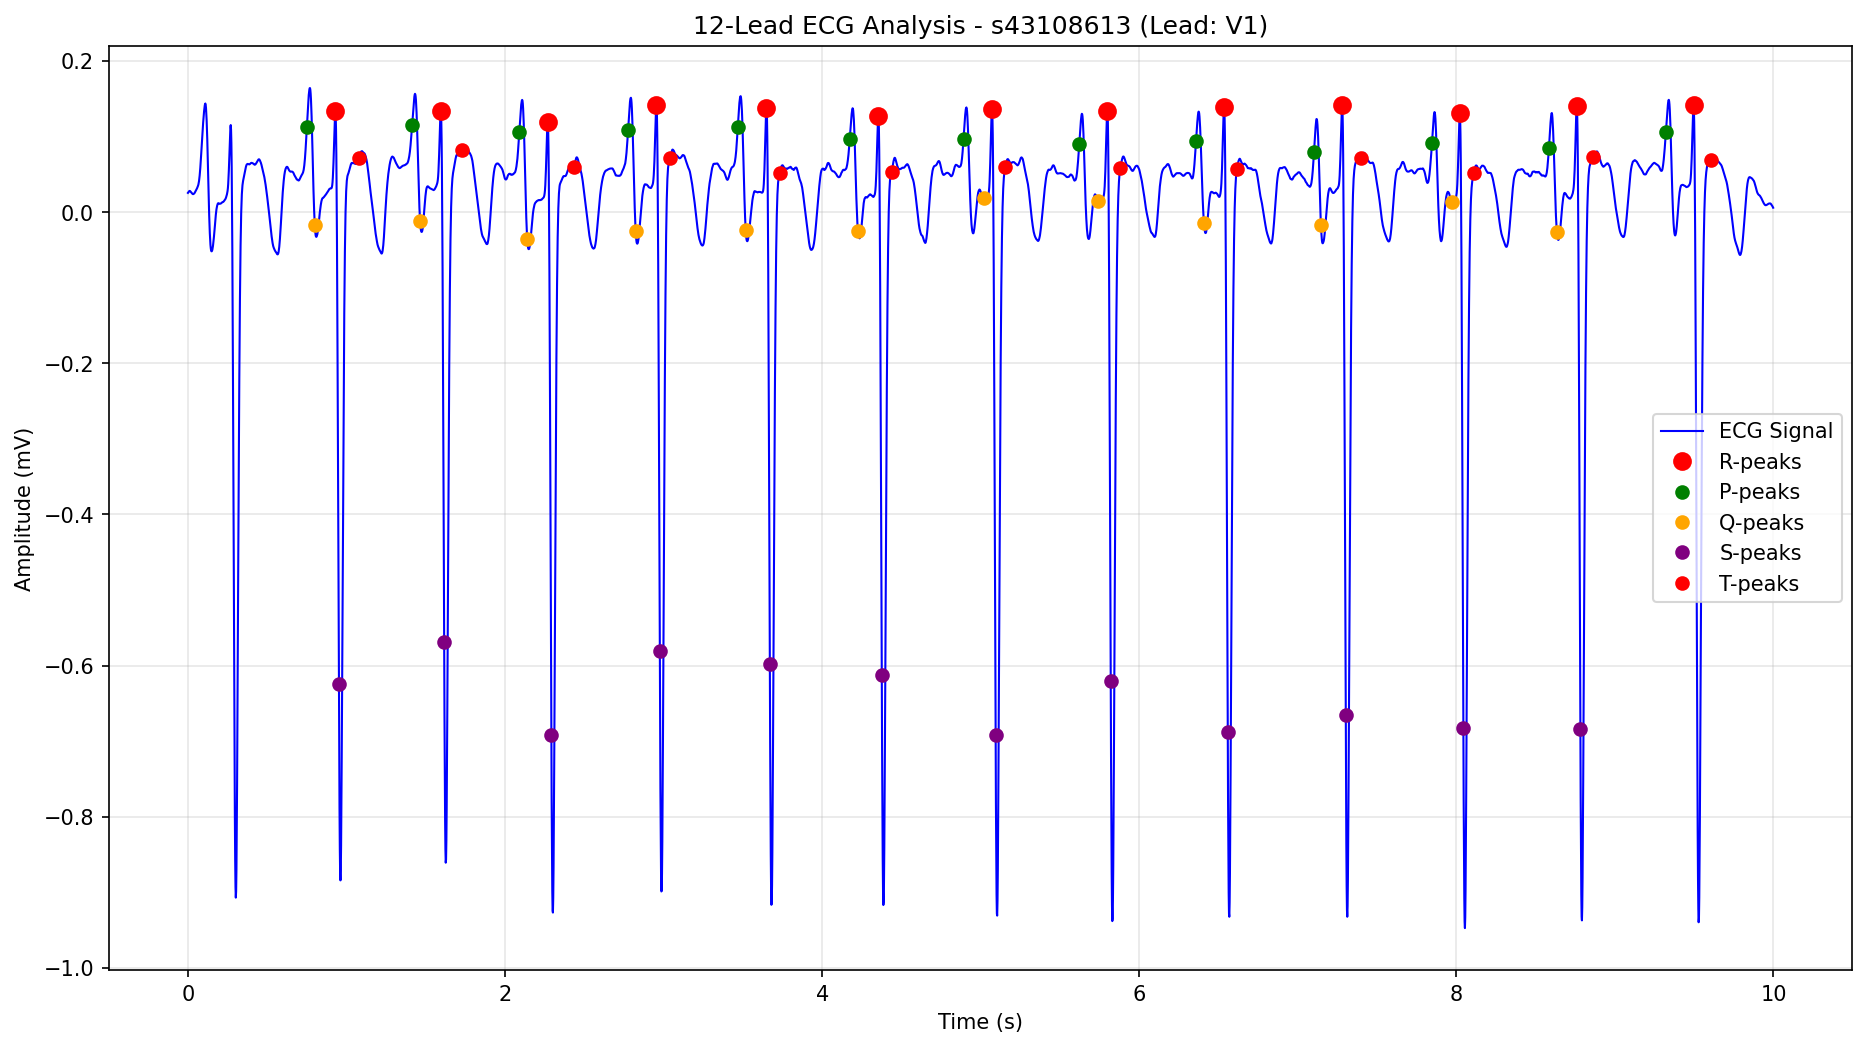 12-Lead ECG Analysis - s43108613 (Lead: V1)
0.2
0.0
−0.2
−0.4
−0.6
−0.8
−1.0
Amplitude (mV)
ECG Signal
R-peaks
P-peaks
Q-peaks
S-peaks
T-peaks
0 2 4 6 8 10
Time (s)